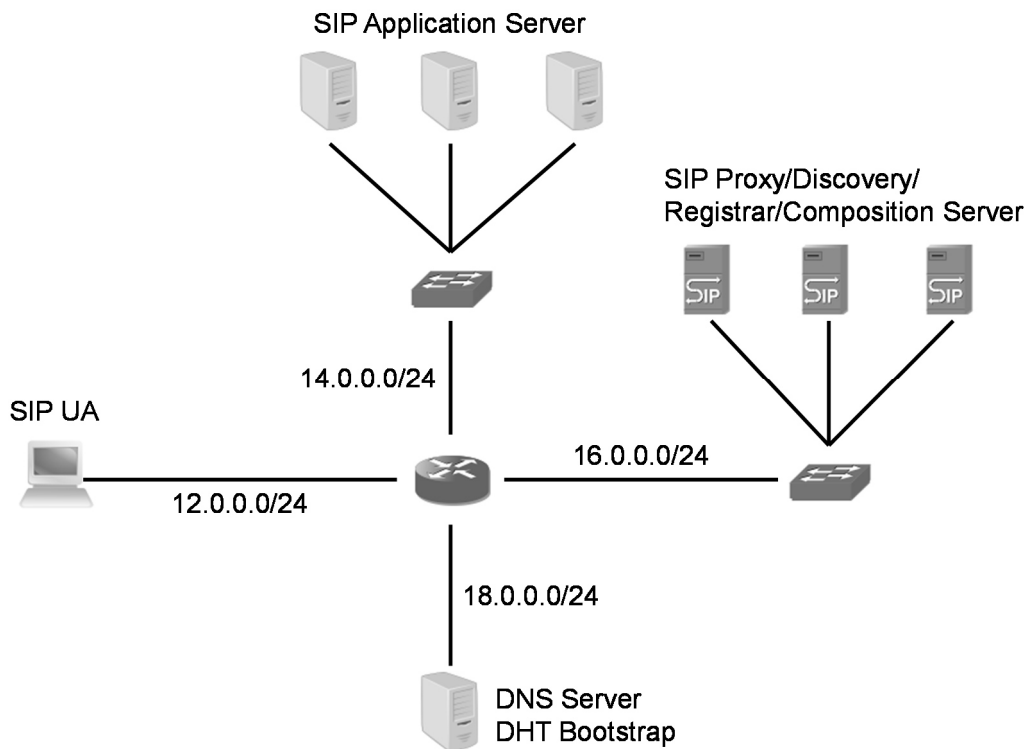 SIP Application Server
SIP Proxy/Discovery/
Registrar/Composition Server
SIP
SIP
SIP
14.0.0.0/24
SIP UA
16.0.0.0/24
12.0.0.0/24
18.0.0.0/24
DNS Server
DHT Bootstrap